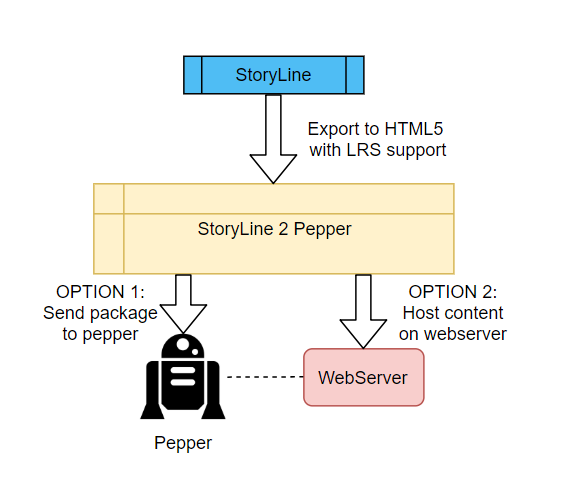 StoryLine
Export to HTML5
with LRS support
StoryLine 2 Pepper
OPTION 1:
Send package
to pepper
OPTION 2:
Host content
on webserver
WebServer
Pepper